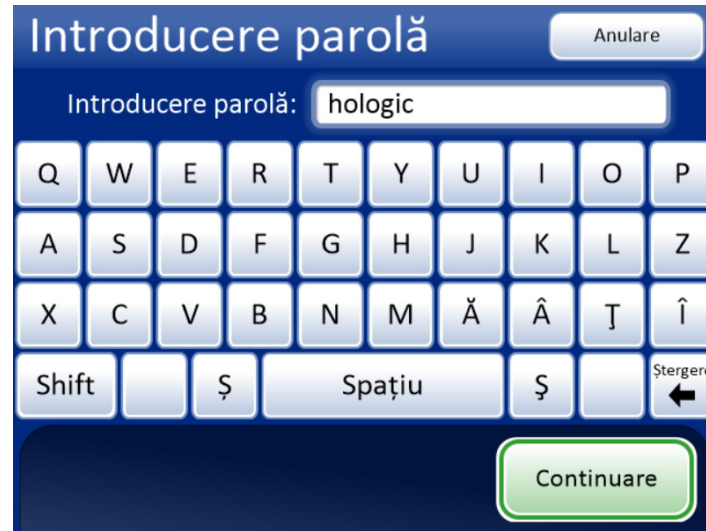 Introducere parolă Anulare
Introducere parolă: hologic
Q W E R T Y U I O P
A S D F G H J K L Z
X C V B N M Ă Â Ţ Î
Shift Ș Spațiu Ş Ștergere
Continuare